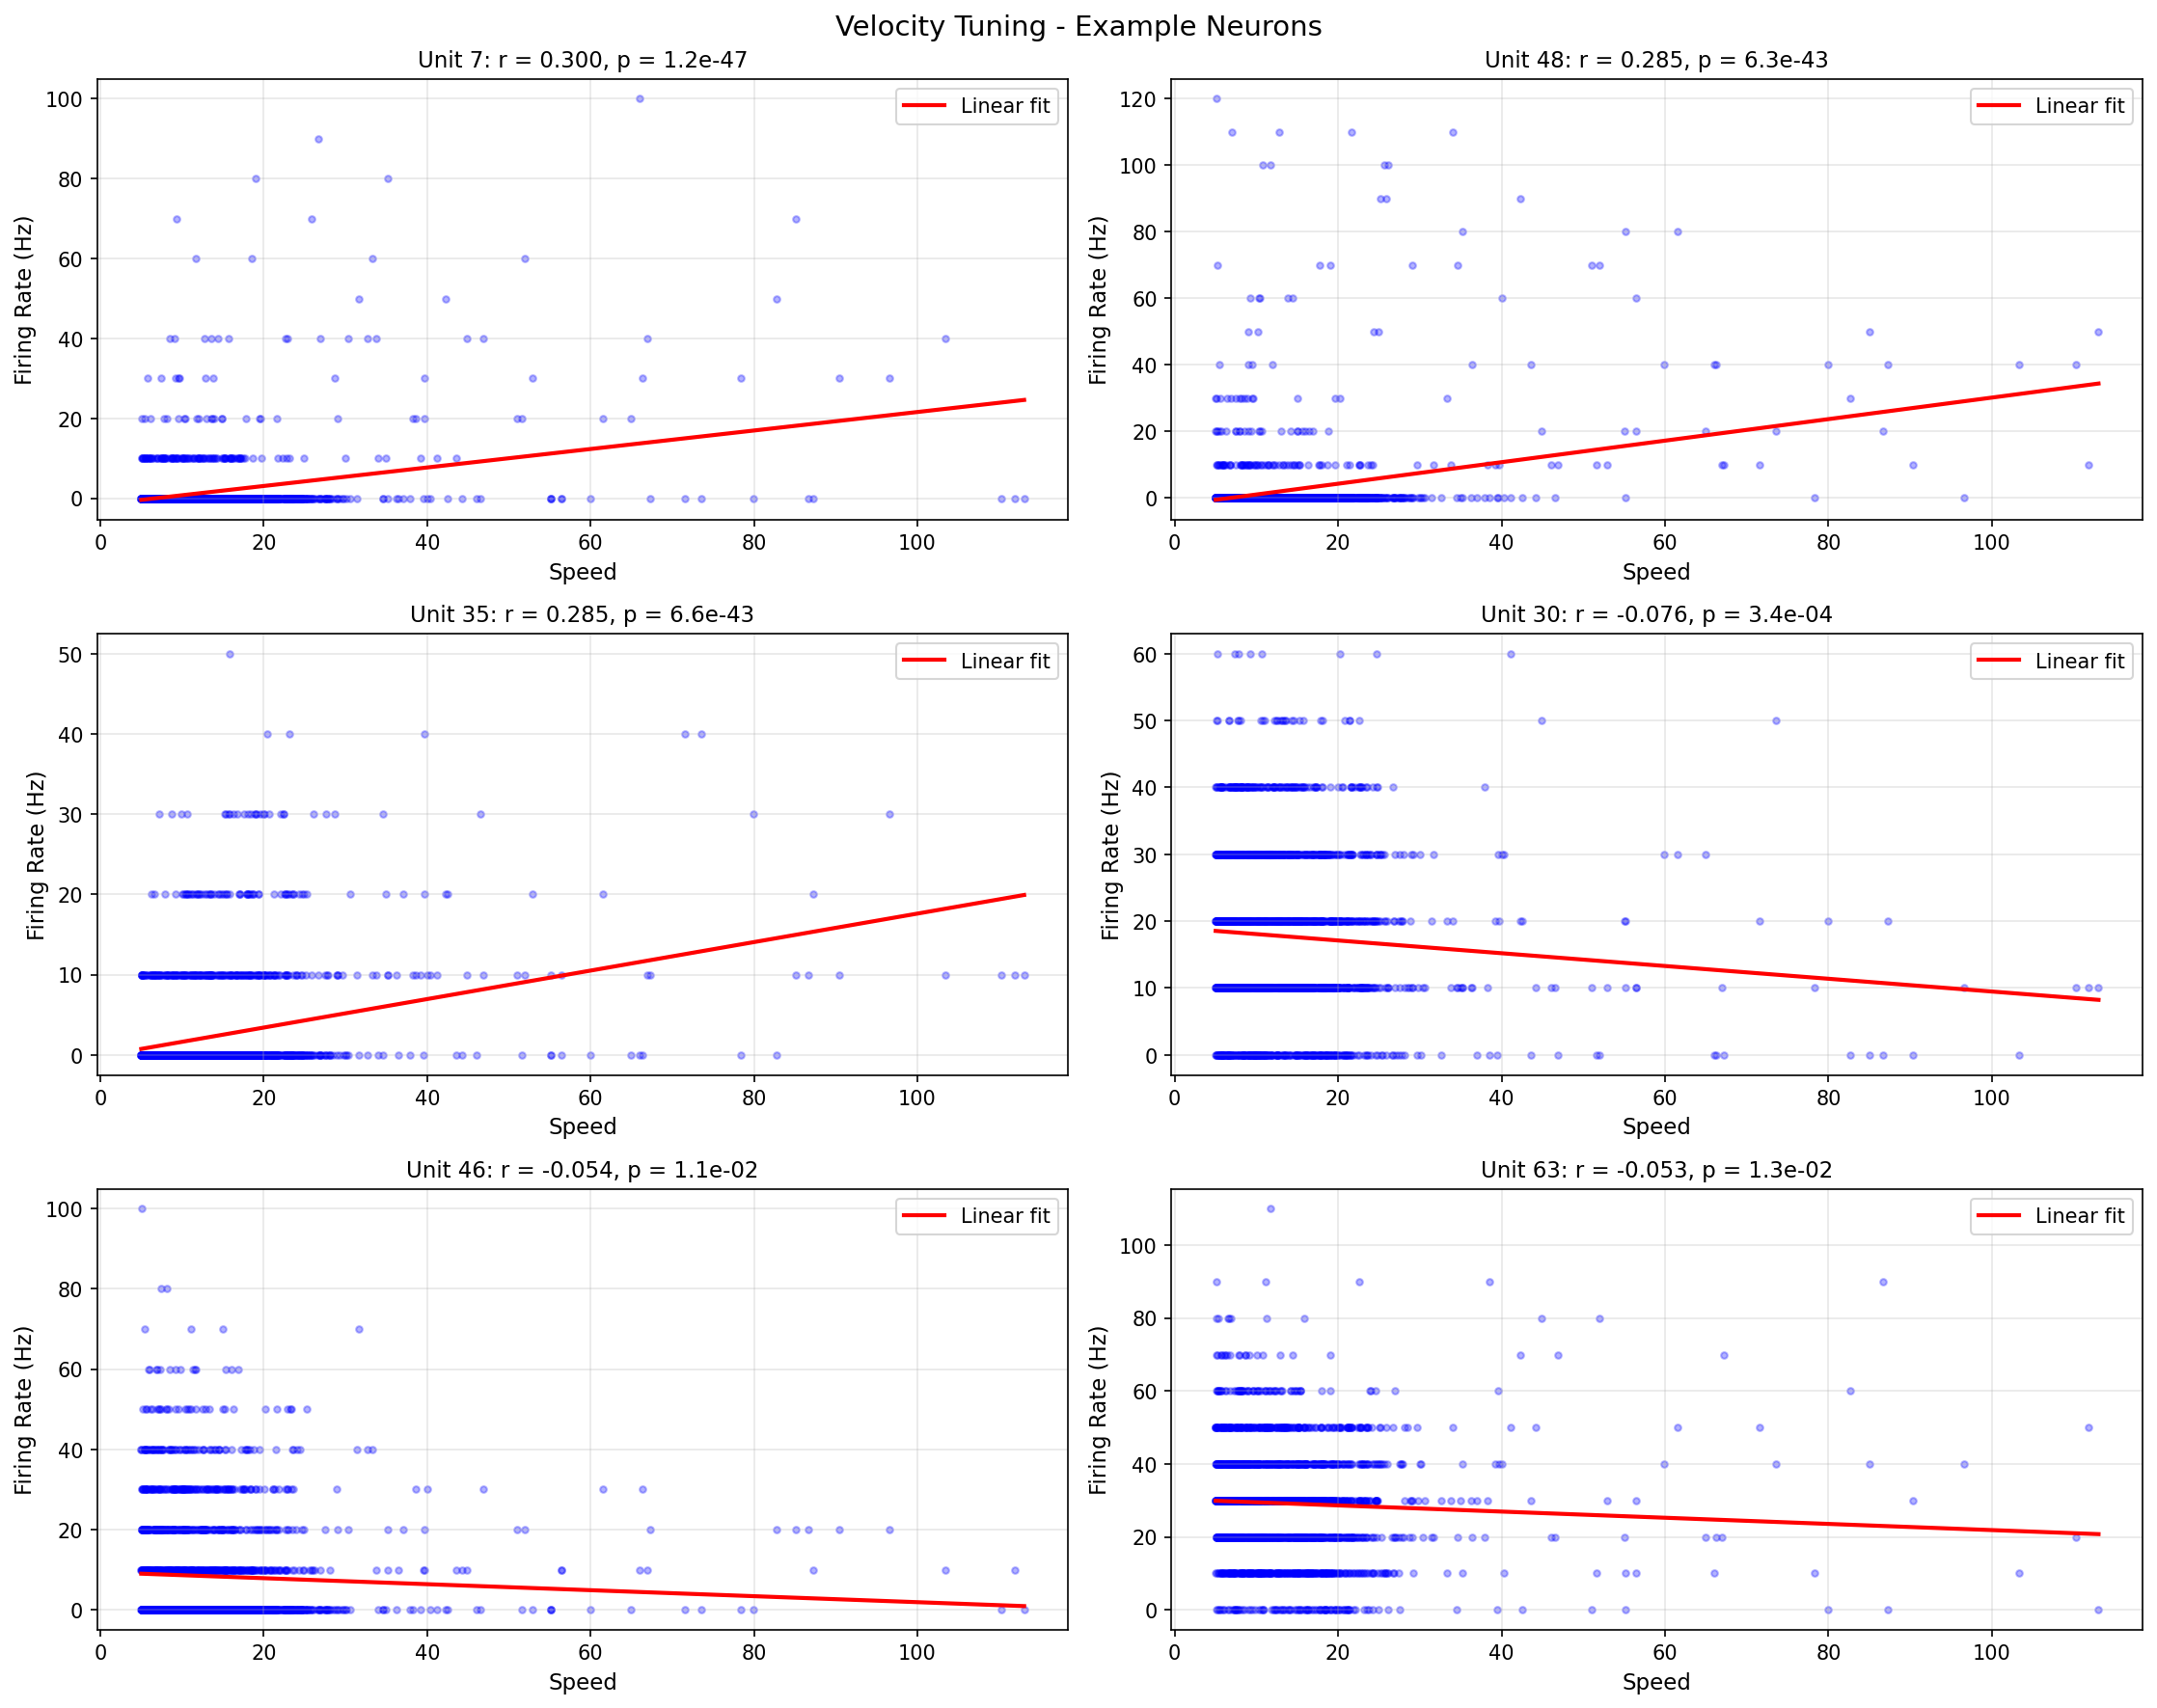 Velocity Tuning - Example Neurons
Unit 7: r = 0.300, p = 1.2e-47
Linear fit
Firing Rate (Hz)
100
80
60
40
20
0
0 20 40 60 80 100
Speed
Unit 48: r = 0.285, p = 6.3e-43
Linear fit
Firing Rate (Hz)
120
100
80
60
40
20
0
0 20 40 60 80 100
Speed
Unit 35: r = 0.285, p = 6.6e-43
Linear fit
Firing Rate (Hz)
50
40
30
20
10
0
0 20 40 60 80 100
Speed
Unit 30: r = -0.076, p = 3.4e-04
Linear fit
Firing Rate (Hz)
60
50
40
30
20
10
0
0 20 40 60 80 100
Speed
Unit 46: r = -0.054, p = 1.1e-02
Linear fit
Firing Rate (Hz)
100
80
60
40
20
0
0 20 40 60 80 100
Speed
Unit 63: r = -0.053, p = 1.3e-02
Linear fit
Firing Rate (Hz)
100
80
60
40
20
0
0 20 40 60 80 100
Speed